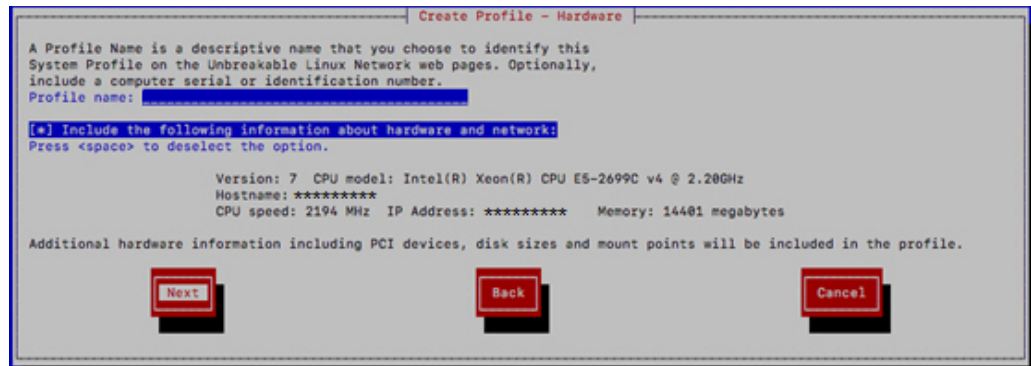 Create Profile - Hardware
A Profile Name is a descriptive name that you choose to identify this
System Profile on the Unbreakable Linux Network web pages. Optionally,
include a computer serial or identification number.
Profile name:
[*] Include the following information about hardware and network:
Press <space> to deselect the option.
Version: 7 CPU model: Intel(R) Xeon(R) CPU E5-2699C v4 @ 2.20GHz
Hostname: *********
CPU speed: 2194 MHz IP Address: ********* Memory: 14401 megabytes
Additional hardware information including PCI devices, disk sizes and mount points will be included in the profile.
Next Back Cancel